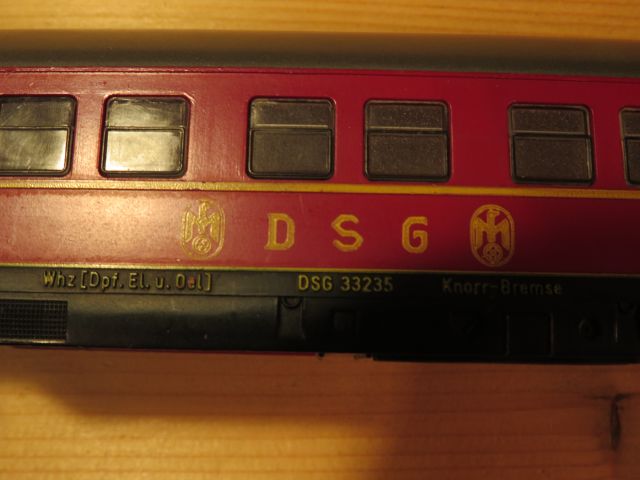 DSG
Whz [Dpf. El. u. Oel] DSG 33235 Knorr-Bremse